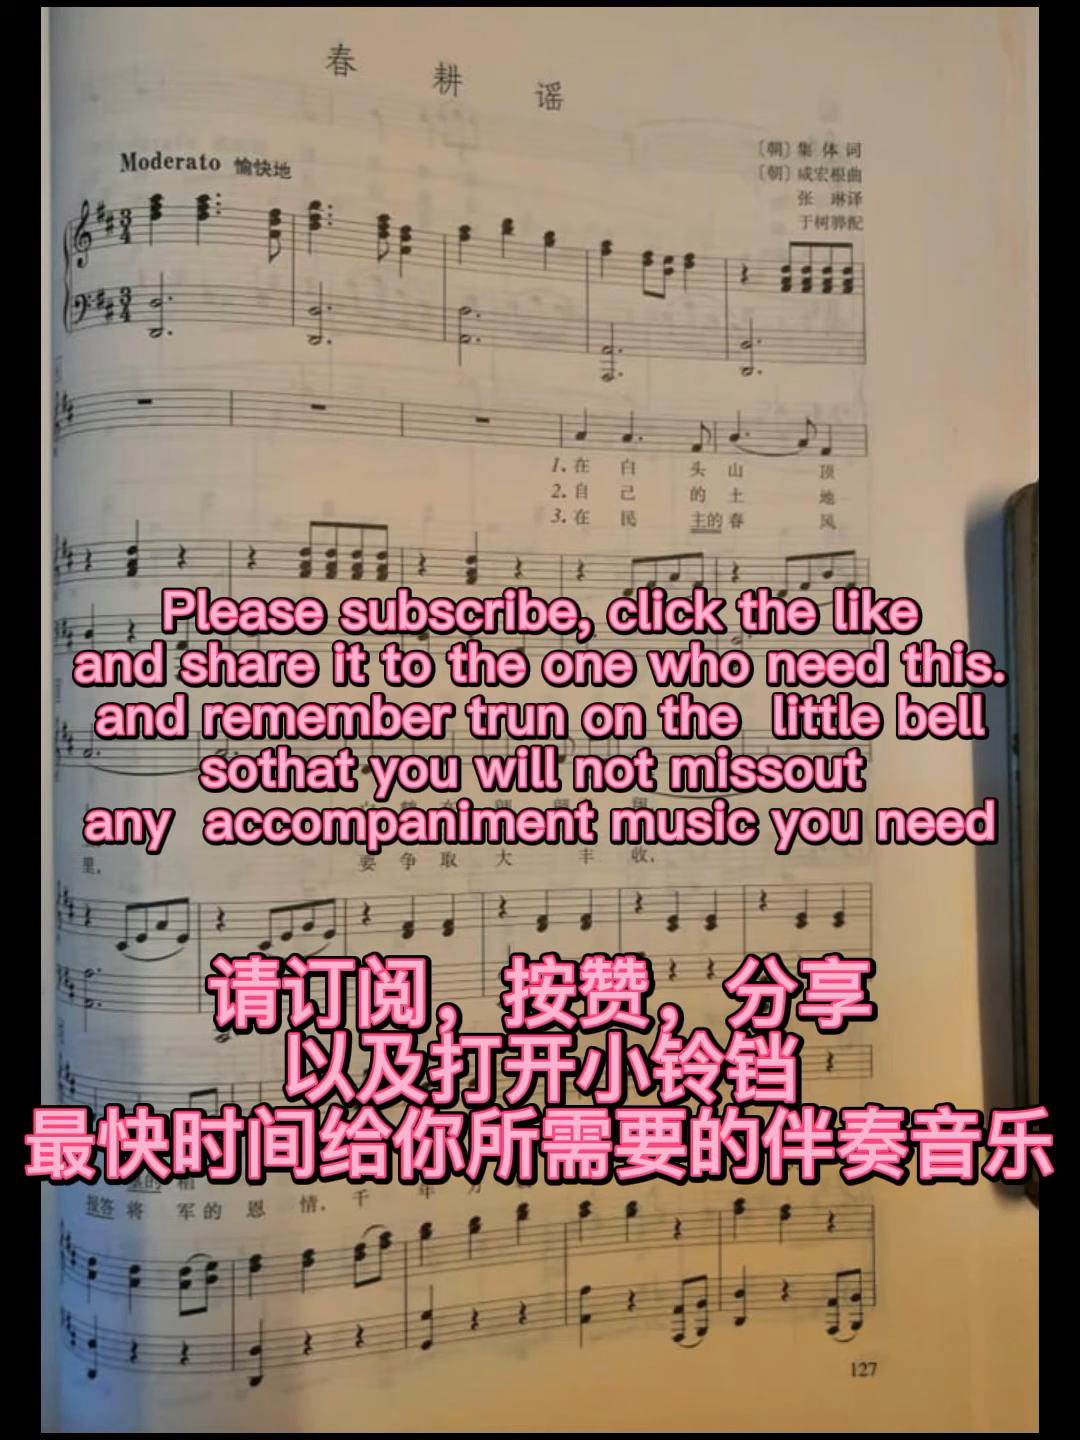 春 耕 谣
Moderato 愉快地
〔朝〕集 体 词
〔朝〕咸宏根曲
张 琳译
于树骅配
1. 在 白 头 山 顶
2. 自 己 的 土 地
3. 在 民 主的 春 风
Please subscribe, click the like
and share it to the one who need this.
and remember trun on the little bell
sothat you will not missout
any accompaniment music you need
里， 要 争 取 大 丰 收，
请订阅，按赞，分享
以及打开小铃铛
最快时间给你所需要的伴奏音乐
报答 将 军 的 恩 情，千 年 万
127